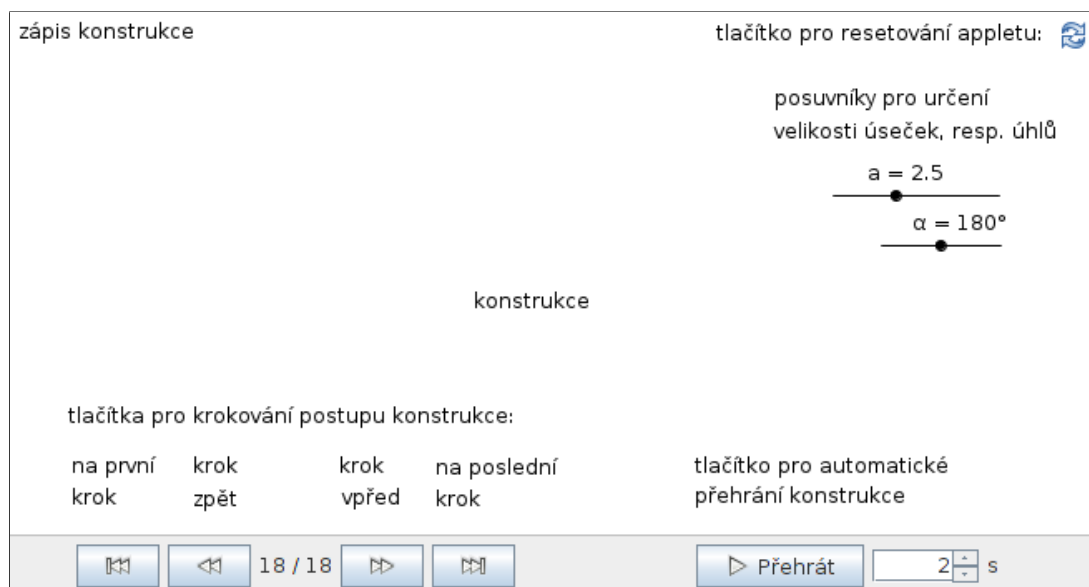 zápis konstrukce
tlačítko pro resetování appletu:
posuvníky pro určení
velikosti úseček, resp. úhlů
a = 2.5
α = 180°
konstrukce
tlačítka pro krokování postupu konstrukce:
na první
krok
krok
zpět
krok
vpřed
na poslední
krok
tlačítko pro automatické
přehrání konstrukce
18 / 18
Přehrát
2
s